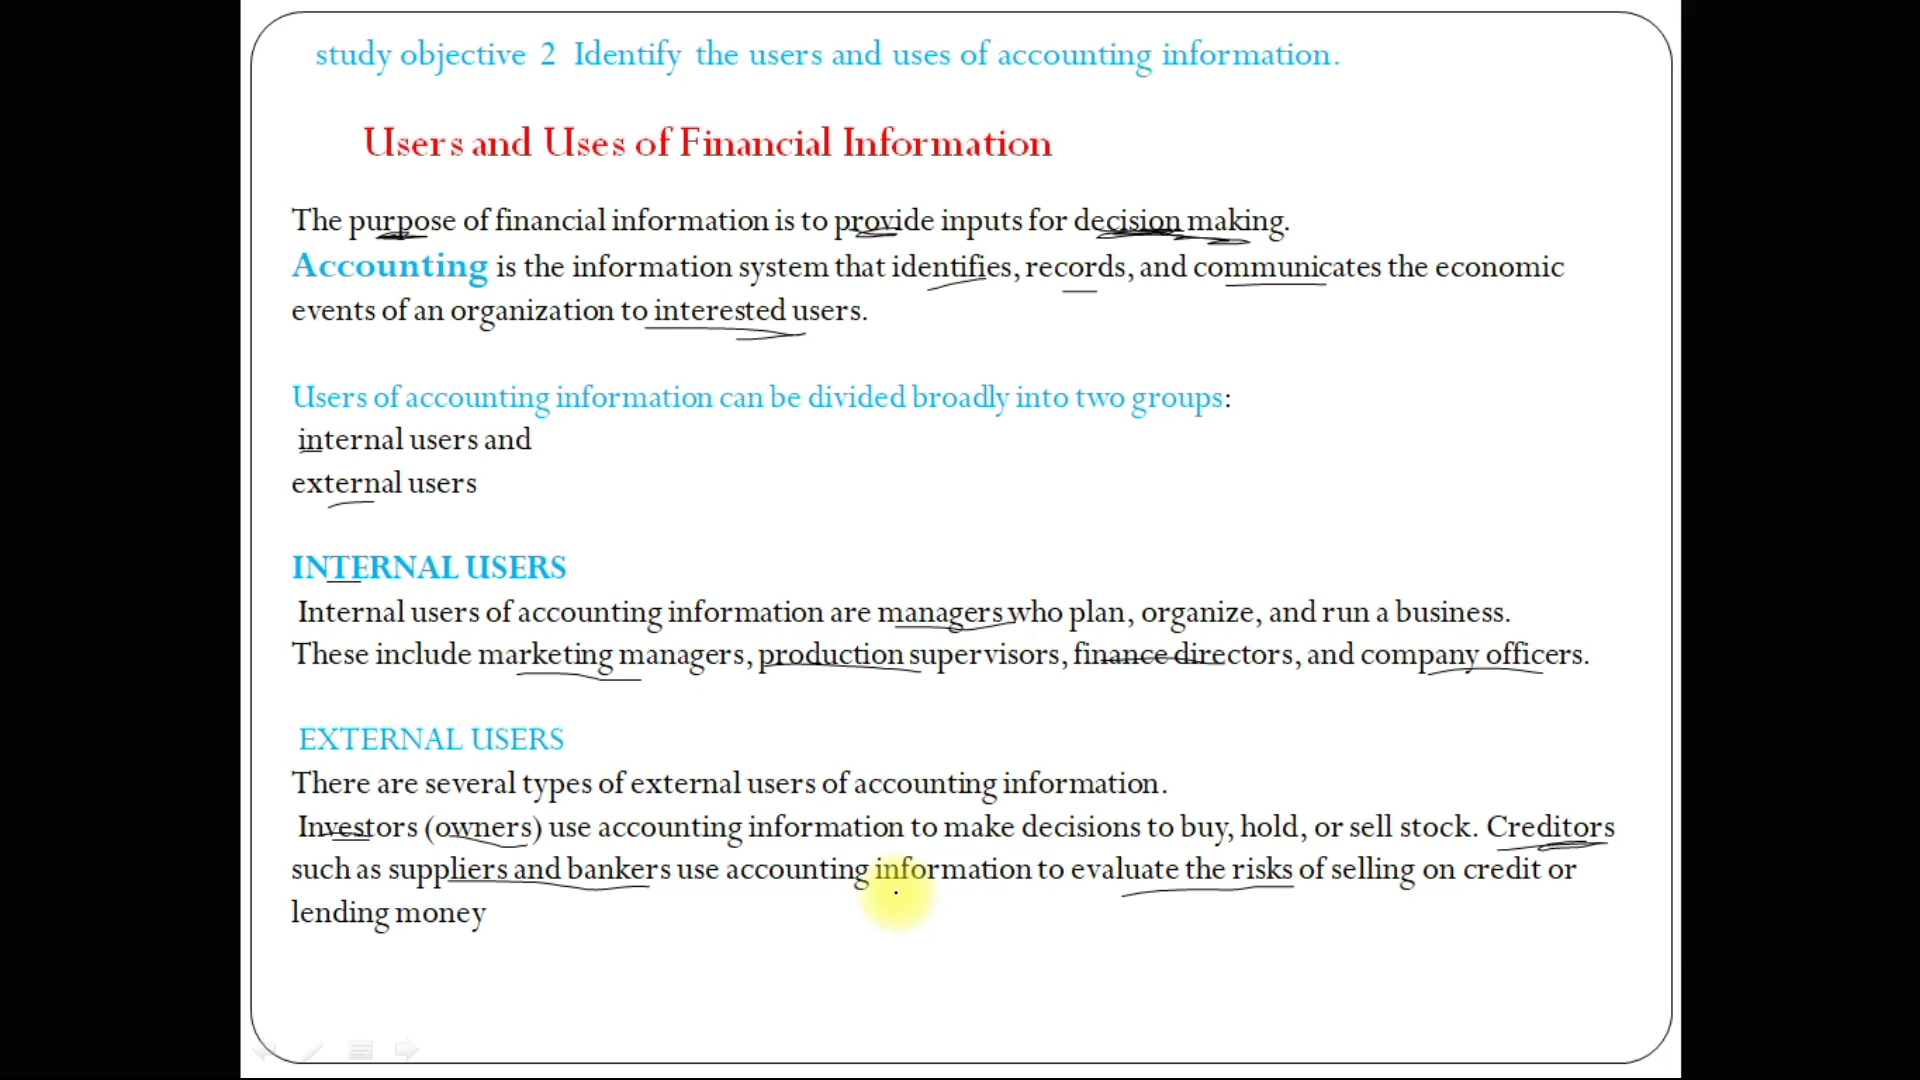 study objective 2 Identify the users and uses of accounting information.
Users and Uses of Financial Information
The purpose of financial information is to provide inputs for decision making.
Accounting is the information system that identifies, records, and communicates the economic
events of an organization to interested users.
Users of accounting information can be divided broadly into two groups:
internal users and
external users
INTERNAL USERS
Internal users of accounting information are managers who plan, organize, and run a business.
These include marketing managers, production supervisors, finance directors, and company officers.
EXTERNAL USERS
There are several types of external users of accounting information.
Investors (owners) use accounting information to make decisions to buy, hold, or sell stock. Creditors
such as suppliers and bankers use accounting information to evaluate the risks of selling on credit or
lending money